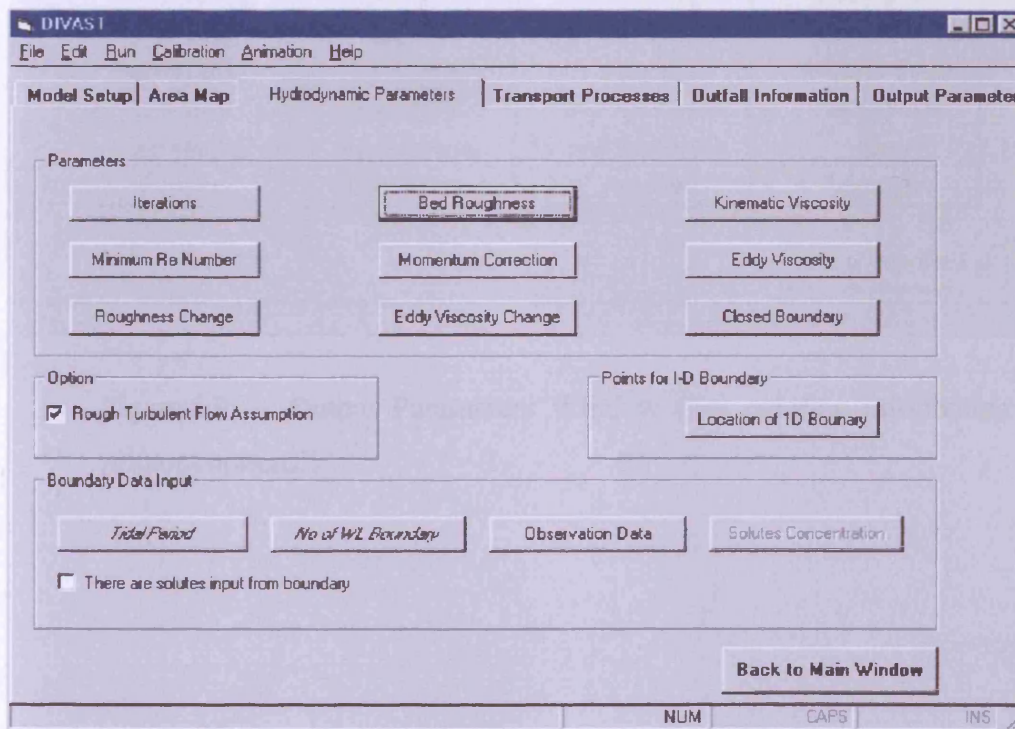 DIVAST
File Edit Run Calibration Animation Help
Model Setup Area Map Hydrodynamic Parameters Transport Processes Outfall Information Output Paramete
Parameters
Iterations Bed Roughness Kinematic Viscosity
Minimum Re Number Momentum Correction Eddy Viscosity
Roughness Change Eddy Viscosity Change Closed Boundary
Option Points for 1-D Boundary
Rough Turbulent Flow Assumption Location of 1D Bounary
Boundary Data Input
Tidal Period No of WL Boundary Observation Data Solutes Concentration
There are solutes input from boundary
Back to Main Window
NUM CAPS INS